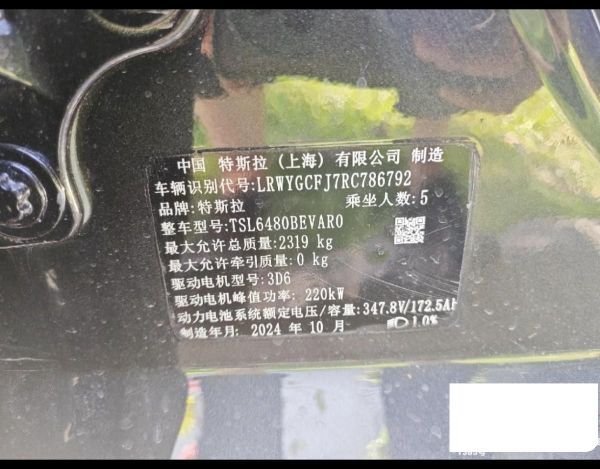 中国 特斯拉（上海）有限公司 制造
车辆识别代号:LRWYGCFJ7RC786792
品牌:特斯拉 乘坐人数:5
整车型号:TSL6480BEVAR0
最大允许总质量:2319 kg
最大允许牵引质量:0 kg
驱动电机型号:3D6
驱动电机峰值功率: 220kW
动力电池系统额定电压/容量:347.8V/172.5Ah
制造年月: 2024 年 10 月 1.0%